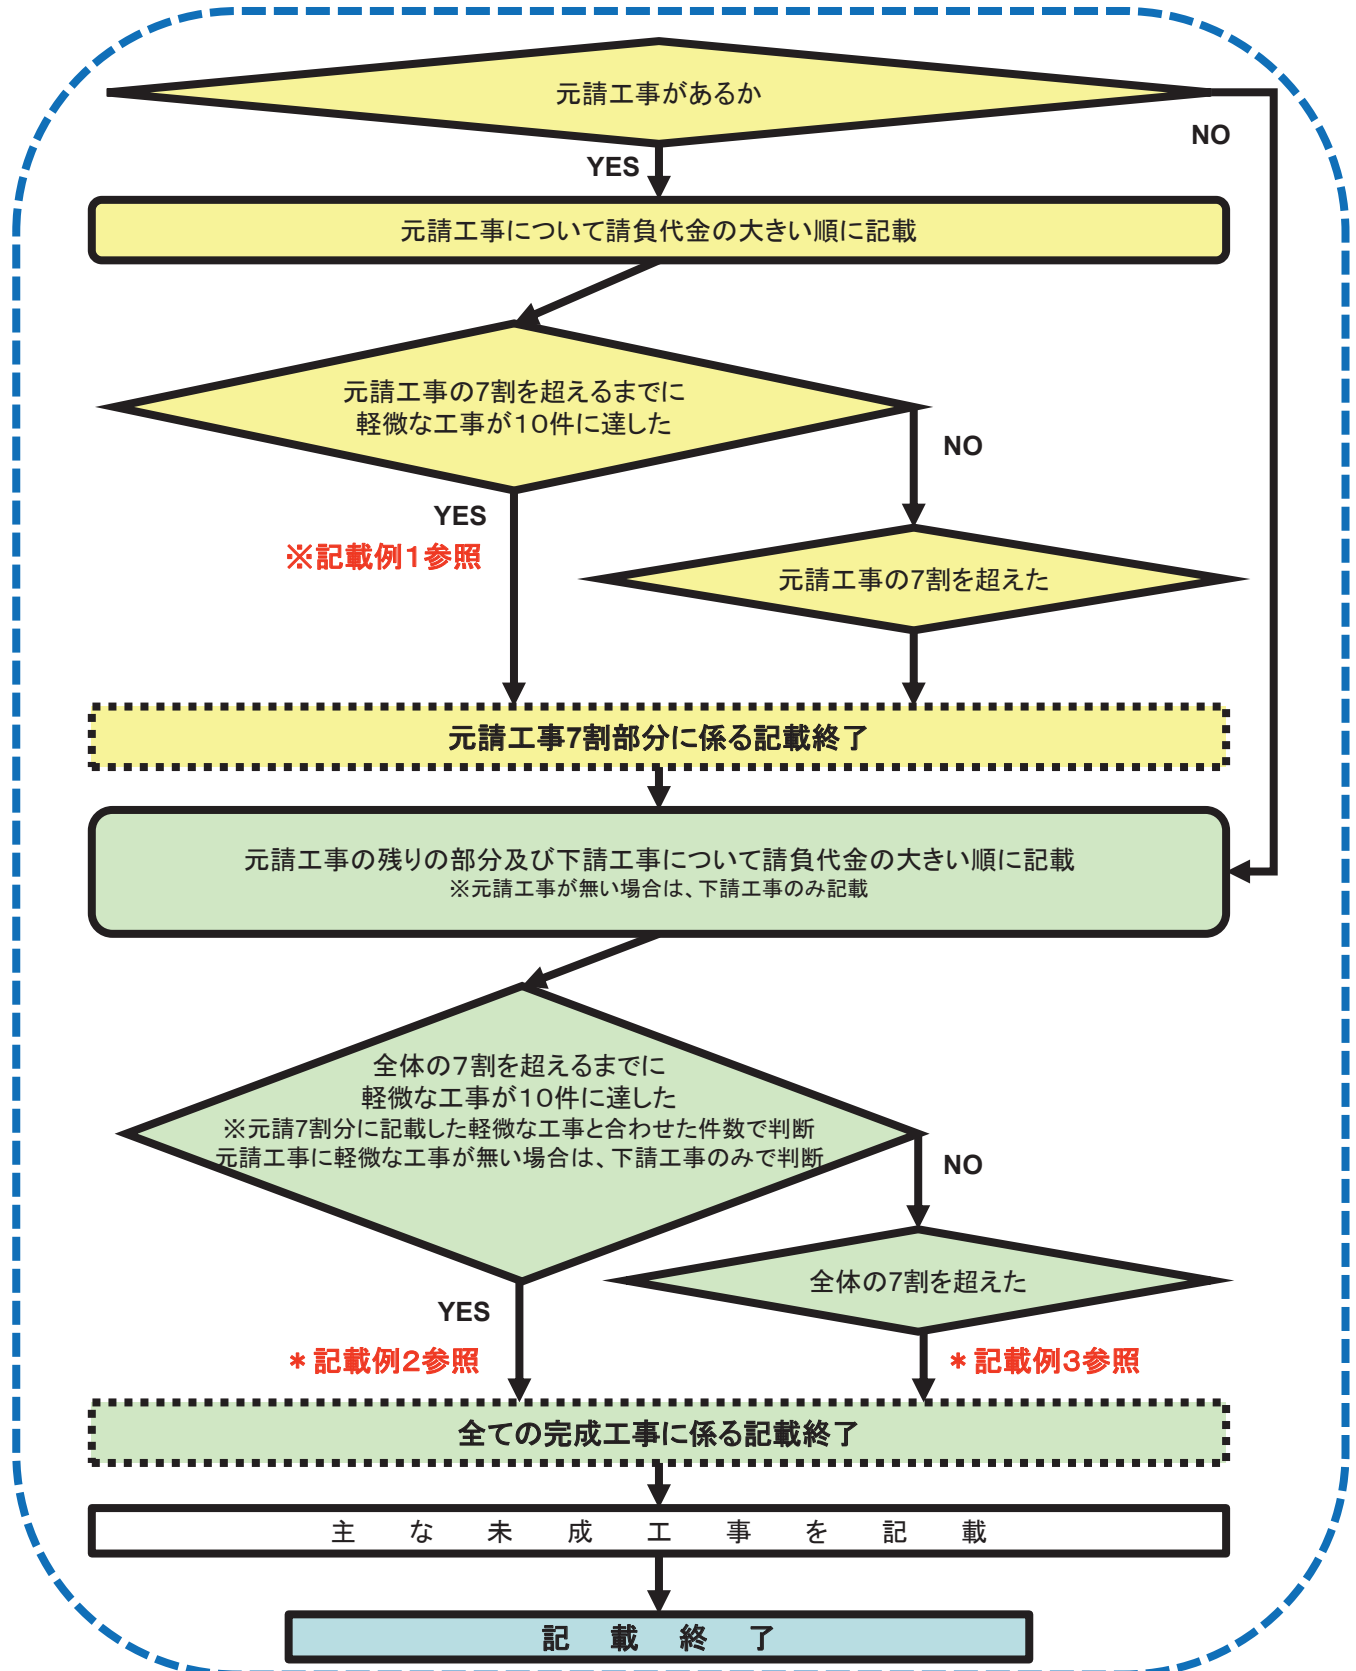 元請工事があるか
NO
YES
元請工事について請負代金の大きい順に記載
元請工事の7割を超えるまでに
軽微な工事が10件に達した
NO
YES
※記載例1参照
元請工事の7割を超えた
元請工事7割部分に係る記載終了
元請工事の残りの部分及び下請工事について請負代金の大きい順に記載
※元請工事が無い場合は、下請工事のみ記載
全体の7割を超えるまでに
軽微な工事が10件に達した
※元請7割分に記載した軽微な工事と合わせた件数で判断
元請工事に軽微な工事が無い場合は、下請工事のみで判断
NO
全体の7割を超えた
YES
＊記載例2参照
＊記載例3参照
全ての完成工事に係る記載終了
主な未成工事を記載
記載終了